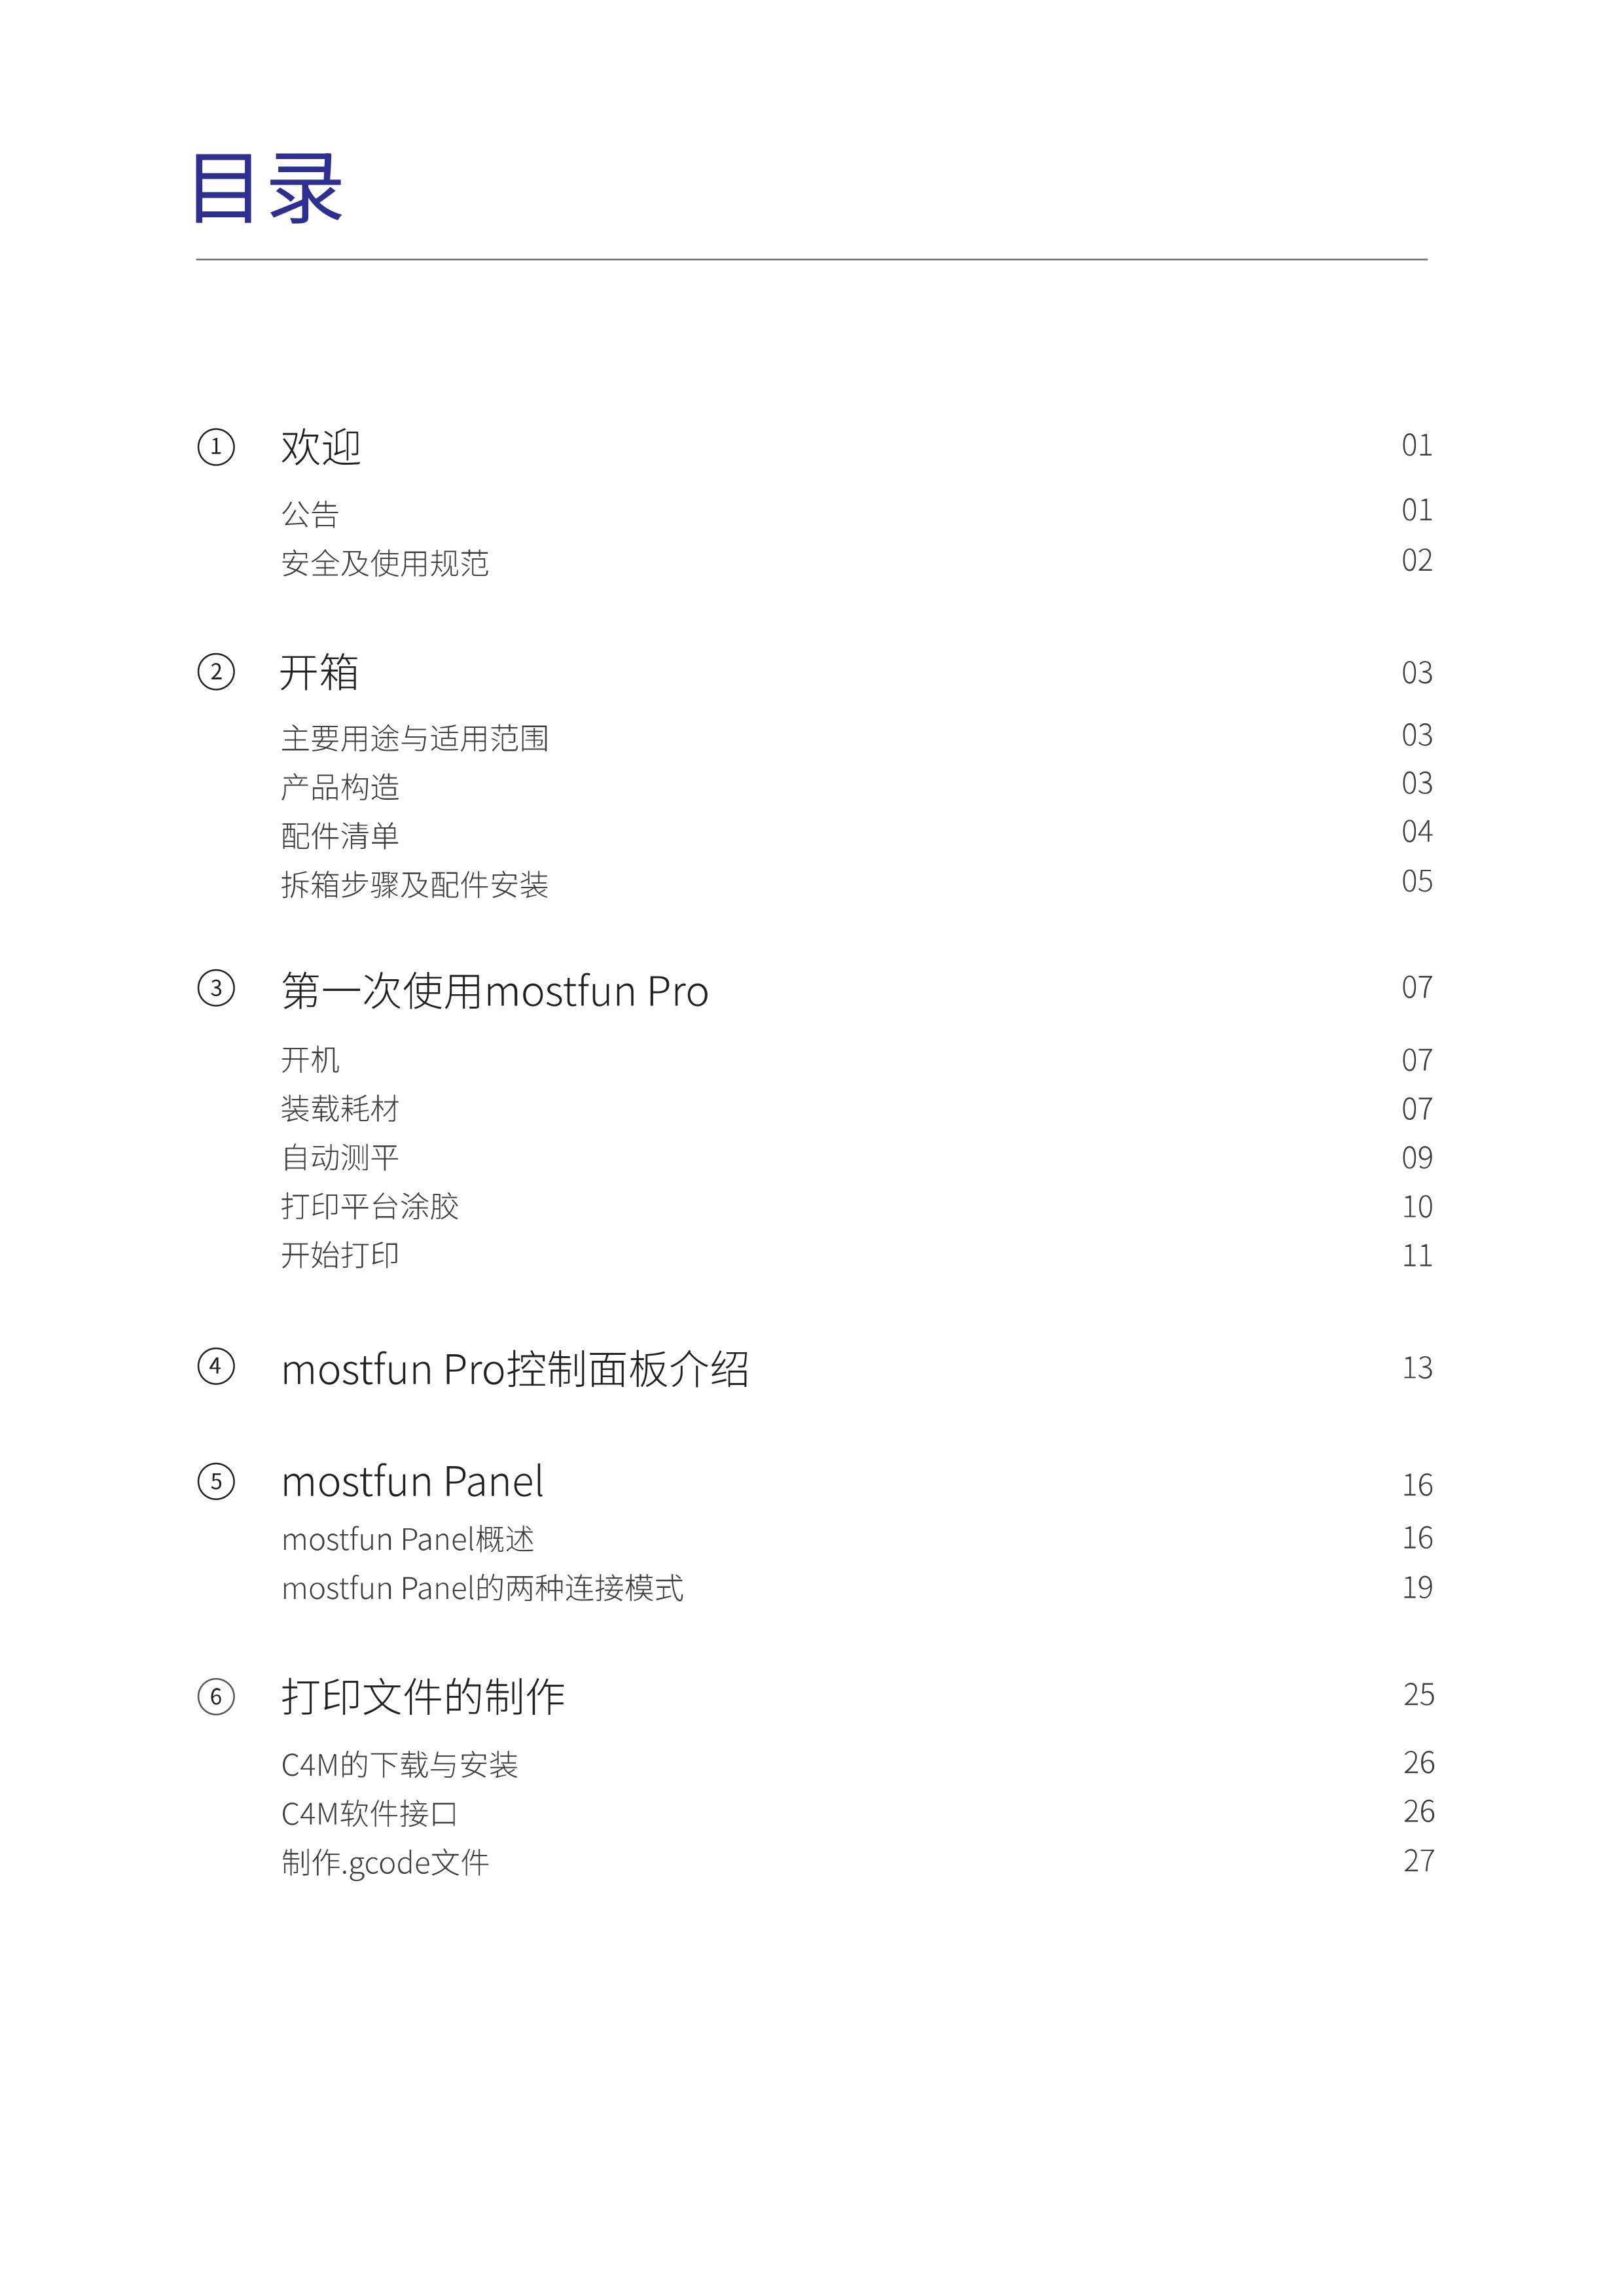 目录
① 欢迎 01
公告 01
安全及使用规范 02
② 开箱 03
主要用途与适用范围 03
产品构造 03
配件清单 04
拆箱步骤及配件安装 05
③ 第一次使用mostfun Pro 07
开机 07
装载耗材 07
自动测平 09
打印平台涂胶 10
开始打印 11
④ mostfun Pro控制面板介绍 13
⑤ mostfun Panel 16
mostfun Panel概述 16
mostfun Panel的两种连接模式 19
⑥ 打印文件的制作 25
C4M的下载与安装 26
C4M软件接口 26
制作.gcode文件 27